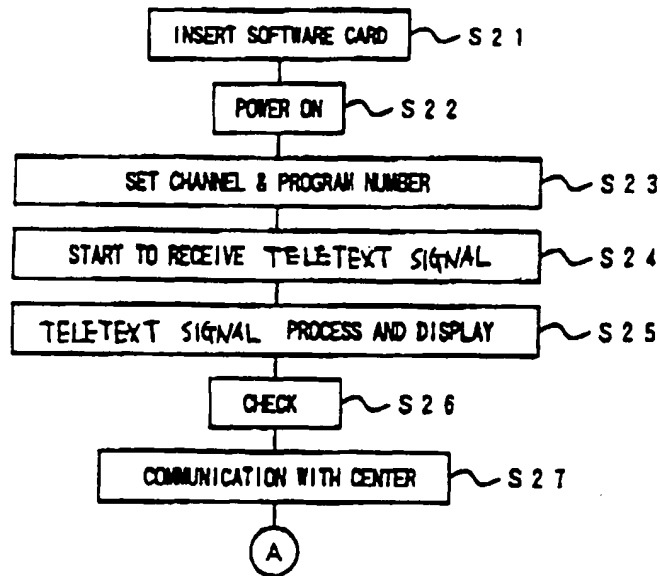 INSERT SOFTWARE CARD S21
POWER ON S22
SET CHANNEL & PROGRAM NUMBER S23
START TO RECEIVE TELETEXT SIGNAL S24
TELETEXT SIGNAL PROCESS AND DISPLAY S25
CHECK S26
COMMUNICATION WITH CENTER S27
A